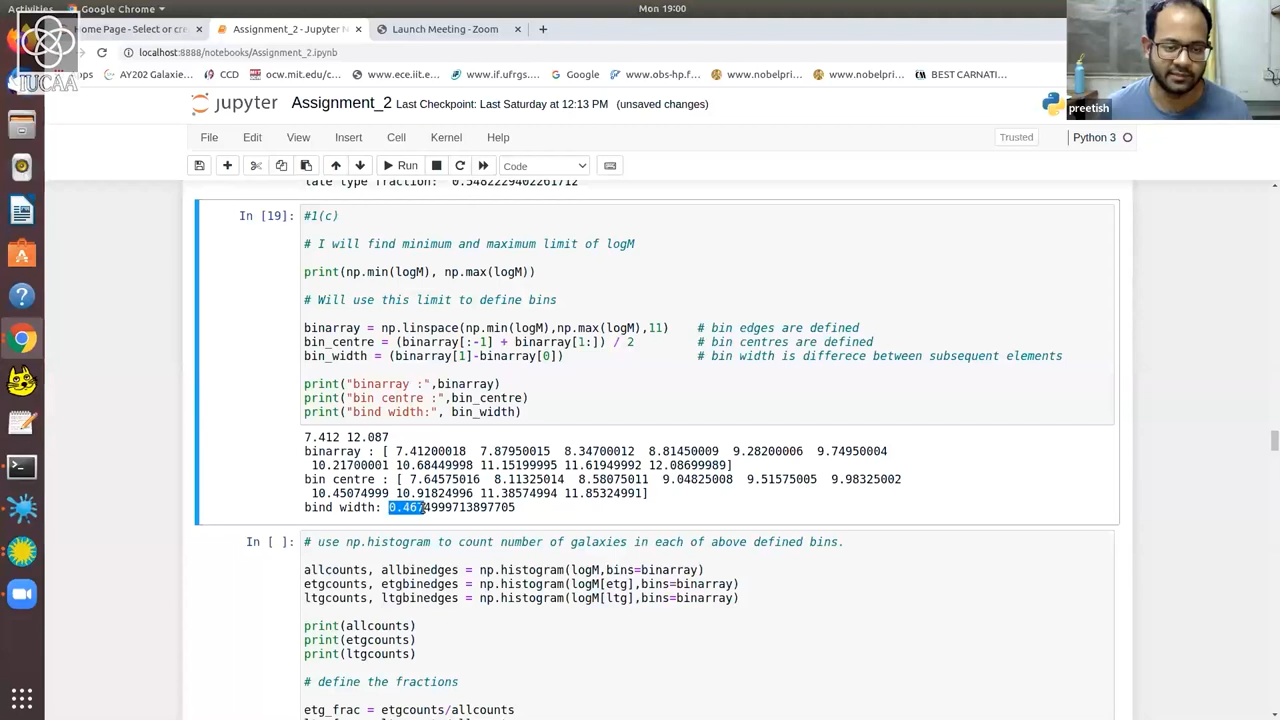 Activities
Google Chrome
Mon 19:00
Home Page - Select or cre
Assignment_2 - Jupyter N
Launch Meeting - Zoom
localhost:8888/notebooks/Assignment_2.ipynb
IUCAA
AY202 Galaxie
CCD
ocw.mit.edu/c...
www.ece.iit.e...
www.if.ufrgs....
Google
www.obs-hp.f...
www.nobelpri...
www.nobelpri...
BEST CARNATI...
preetish
jupyter
Assignment_2 Last Checkpoint: Last Saturday at 12:13 PM (unsaved changes)
File Edit View Insert Cell Kernel Help
Trusted
Python 3
Run
Code
late type fraction: 0.5482229402261712
In [19]:
#1(c)
# I will find minimum and maximum limit of logM
print(np.min(logM), np.max(logM))
# Will use this limit to define bins
binarray = np.linspace(np.min(logM),np.max(logM),11) # bin edges are defined
bin_centre = (binarray[:-1] + binarray[1:]) / 2 # bin centres are defined
bin_width = (binarray[1]-binarray[0]) # bin width is differece between subsequent elements
print("binarray :",binarray)
print("bin centre :",bin_centre)
print("bind width:", bin_width)
7.412 12.087
binarray : [ 7.41200018 7.87950015 8.34700012 8.81450009 9.28200006 9.74950004
10.21700001 10.68449998 11.15199995 11.61949992 12.08699989]
bin centre : [ 7.64575016 8.11325014 8.58075011 9.04825008 9.51575005 9.98325002
10.45074999 10.91824996 11.38574994 11.85324991]
bind width: 0.4674999713897705
In [ ]:
# use np.histogram to count number of galaxies in each of above defined bins.
allcounts, allbinedges = np.histogram(logM,bins=binarray)
etgcounts, etgbinedges = np.histogram(logM[etg],bins=binarray)
ltgcounts, ltgbinedges = np.histogram(logM[ltg],bins=binarray)
print(allcounts)
print(etgcounts)
print(ltgcounts)
# define the fractions
etg_frac = etgcounts/allcounts